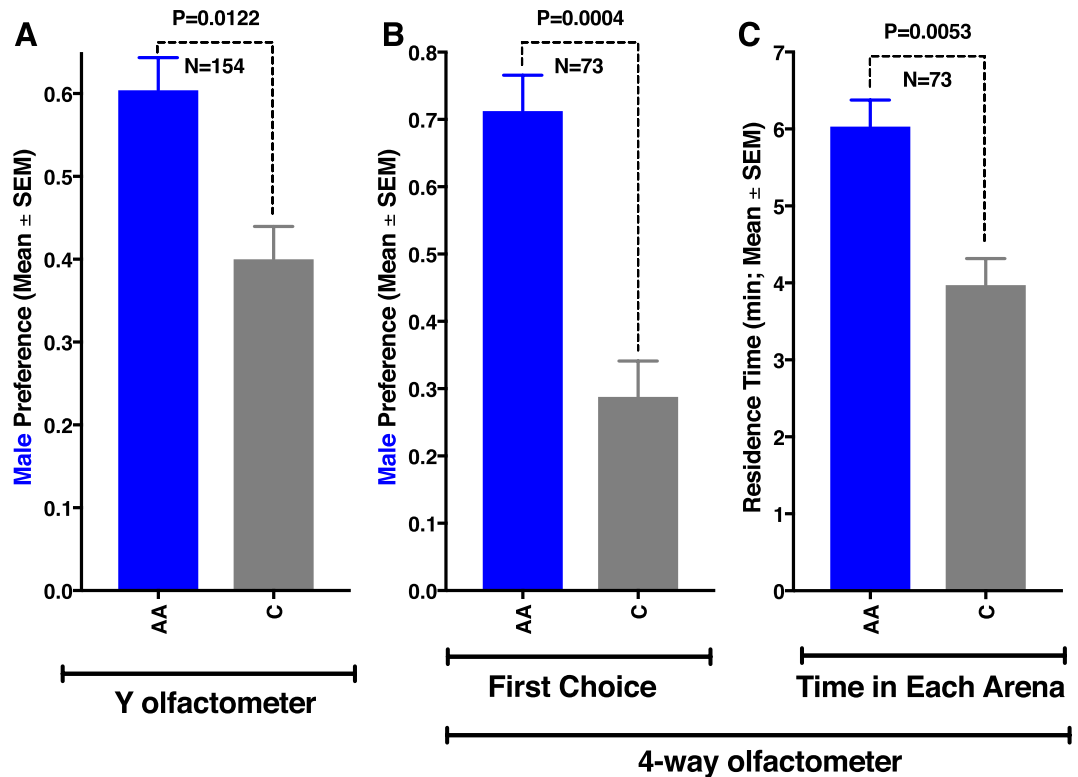 A
P=0.0122
N=154
Male Preference (Mean ± SEM)
0.6
0.5
0.4
0.3
0.2
0.1
0.0
AA
C
Y olfactometer
B
P=0.0004
N=73
Male Preference (Mean ± SEM)
0.8
0.7
0.6
0.5
0.4
0.3
0.2
0.1
0.0
AA
C
First Choice
C
P=0.0053
N=73
Residence Time (min; Mean ± SEM)
7
6
5
4
3
2
1
0
AA
C
Time in Each Arena
4-way olfactometer